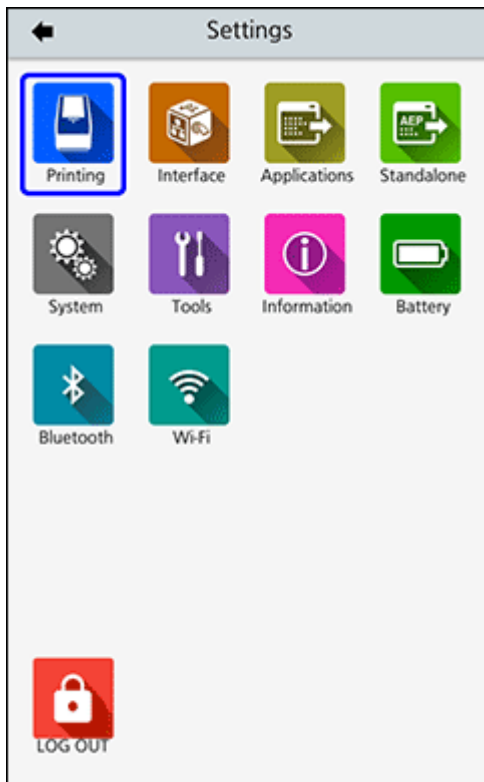 Settings
Printing
Interface
Applications
AEP
Standalone
System
Tools
Information
Battery
Bluetooth
Wi-Fi
LOG OUT